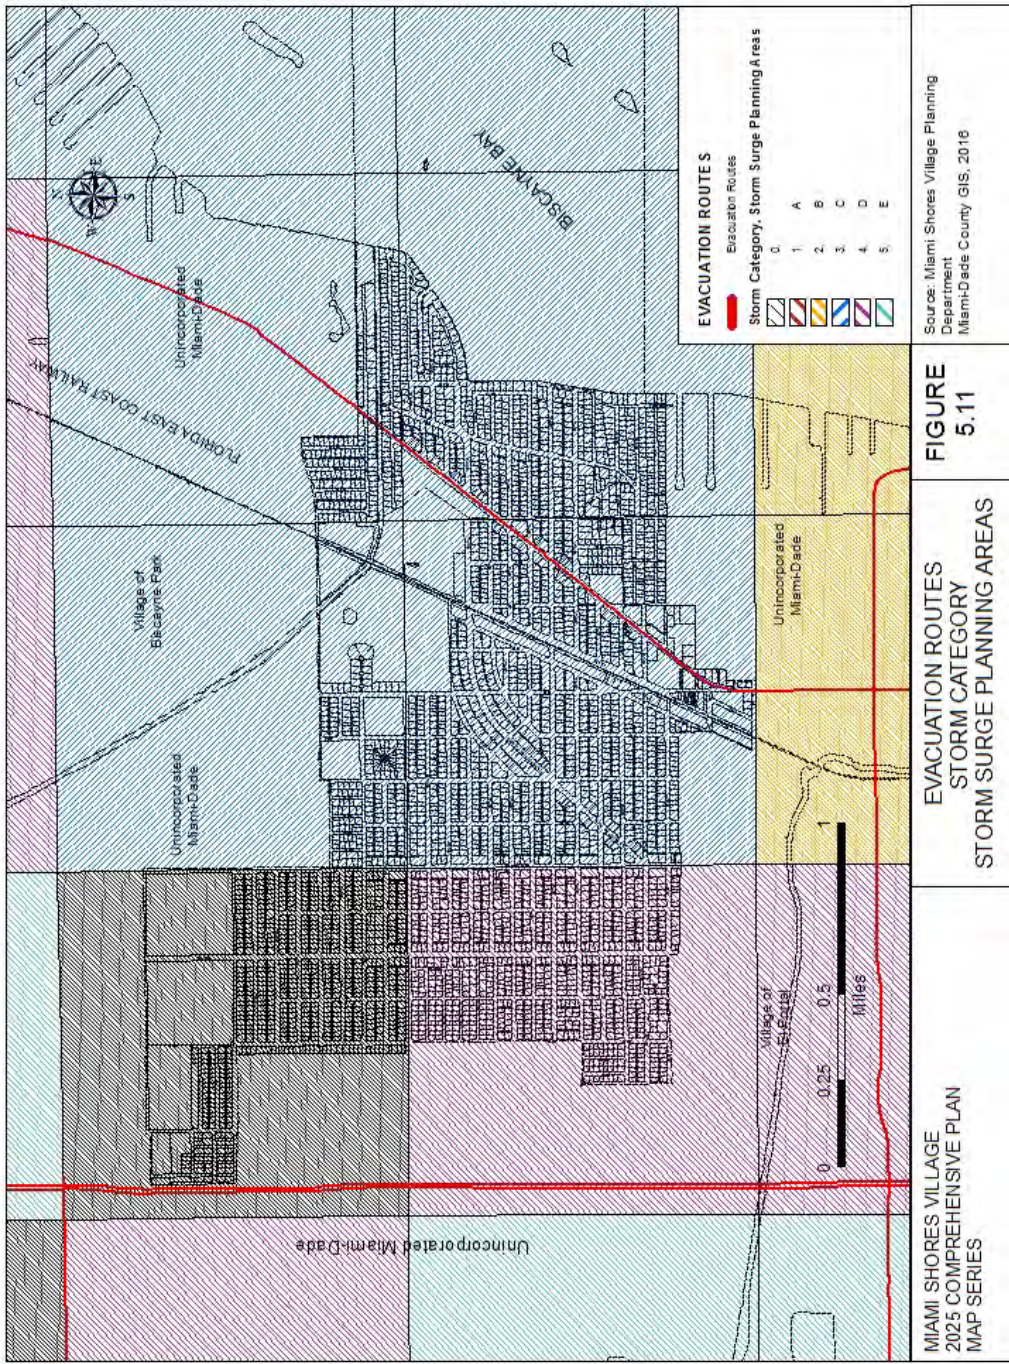 N
E
W
S
FLORIDA EAST COAST RAILWAY
Unincorporated
Miami-Dade
BISCAYNE BAY
Village of
Biscayne Park
Unincorporated
Miami-Dade
Unincorporated
Miami-Dade
Village of
El Portal
Unincorporated Miami-Dade
0 0.25 0.5 1
Miles
EVACUATION ROUTES
Evacuation Routes
Storm Category, Storm Surge Planning Areas
0,
1, A
2, B
3, C
4, D
5, E
MIAMI SHORES VILLAGE
2025 COMPREHENSIVE PLAN
MAP SERIES
EVACUATION ROUTES
STORM CATEGORY
STORM SURGE PLANNING AREAS
FIGURE
5.11
Source: Miami Shores Village Planning
Department
Miami-Dade County GIS, 2016